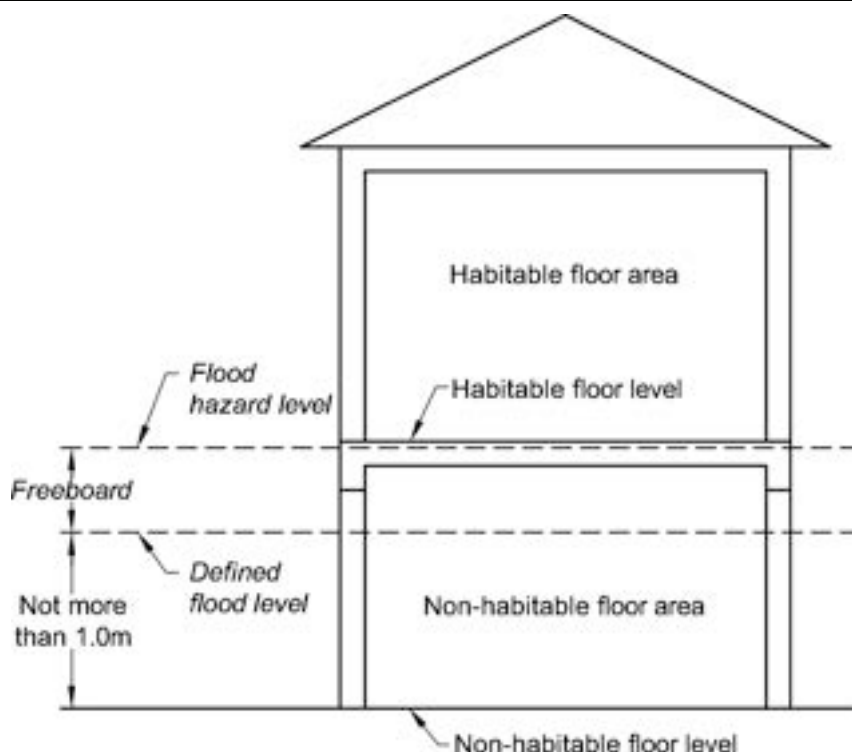 Habitable floor area
Flood
hazard level
Habitable floor level
Freeboard
Defined
flood level
Not more
than 1.0m
Non-habitable floor area
Non-habitable floor level